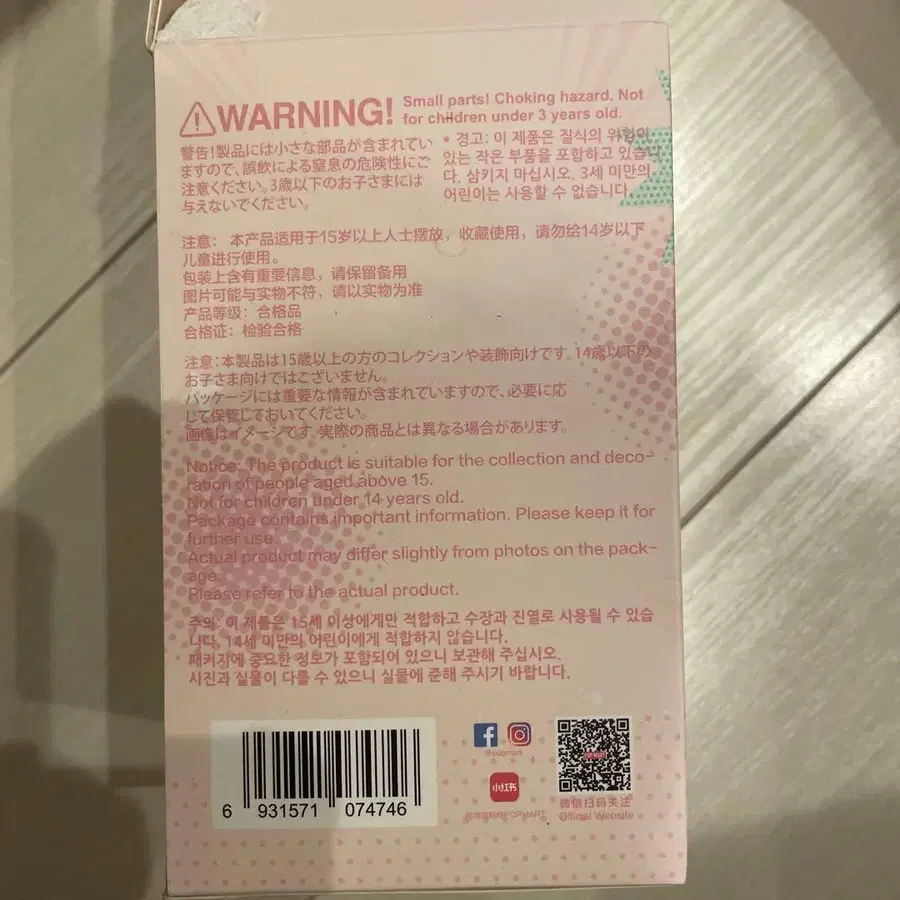 WARNING! Small parts! Choking hazard. Not
for children under 3 years old.
警告!製品には小さな部品が含まれてい
ますので、誤飲による窒息の危険性にご
注意ください。3歳以下のお子さまには
与えないでください。
* 경고: 이 제품은 질식의 위험이
있는 작은 부품을 포함하고 있습니
다. 삼키지 마십시오. 3세 미만의
어린이는 사용할 수 없습니다.
注意： 本产品适用于15岁以上人士摆放，收藏使用，请勿给14岁以下
儿童进行使用。
包装上含有重要信息，请保留备用
图片可能与实物不符，请以实物为准
产品等级：合格品
合格证：检验合格
注意:本製品は15歳以上の方のコレクションや装飾向けです。14歳以下の
お子さま向けではございません。
パッケージには重要な情報が含まれていますので、必要に応
じて保管しておいてください。
画像はイメージです。実際の商品とは異なる場合があります。
Notice: The product is suitable for the collection and deco-
ration of people aged above 15.
Not for children under 14 years old.
Package contains important information. Please keep it for
further use.
Actual product may differ slightly from photos on the pack-
age.
Please refer to the actual product.
주의: 이 제품은 15세 이상에게만 적합하고 수장과 진열로 사용될 수 있습
니다. 14세 미만의 어린이에게 적합하지 않습니다.
패키지에 중요한 정보가 포함되어 있으니 보관해 주십시오.
사진과 실물이 다를 수 있으니 실물에 준해 주시기 바랍니다.
6 931571 074746
@popmart
小红书
POPMART
微信扫码关注
Official Website